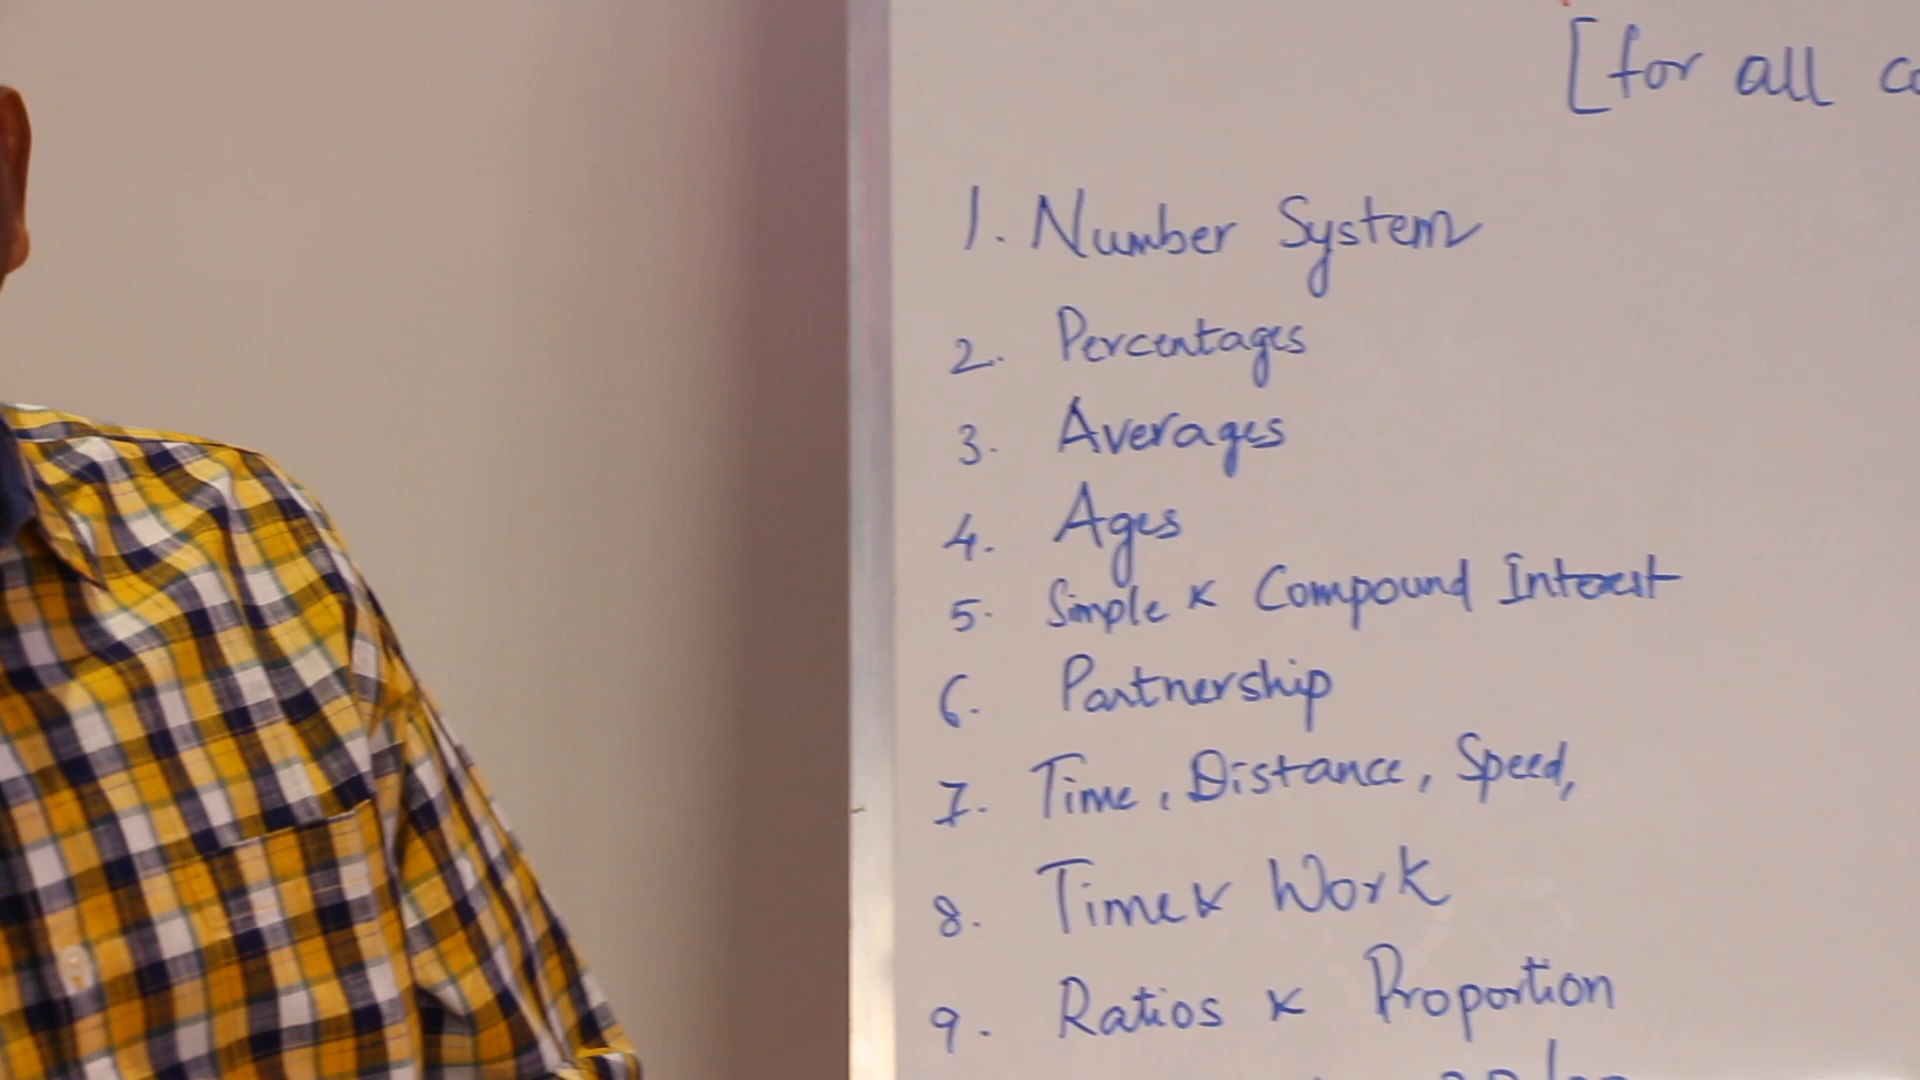 [for all
1. Number System
2. Percentages
3. Averages
4. Ages
5. Simple & Compound Interest
6. Partnership
7. Time, Distance, Speed,
8. Time & Work
9. Ratios & Proportion